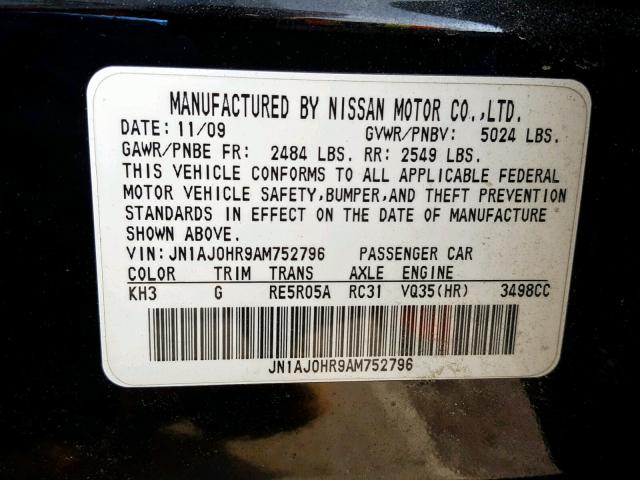 MANUFACTURED BY NISSAN MOTOR CO.,LTD.
DATE: 11/09 GVWR/PNBV: 5024 LBS.
GAWR/PNBE FR: 2484 LBS. RR: 2549 LBS.
THIS VEHICLE CONFORMS TO ALL APPLICABLE FEDERAL
MOTOR VEHICLE SAFETY,BUMPER,AND THEFT PREVENTION
STANDARDS IN EFFECT ON THE DATE OF MANUFACTURE
SHOWN ABOVE.
VIN:JN1AJ0HR9AM752796 PASSENGER CAR
COLOR TRIM TRANS AXLE ENGINE
KH3 G RE5R05A RC31 VQ35(HR) 3498CC
JN1AJ0HR9AM752796